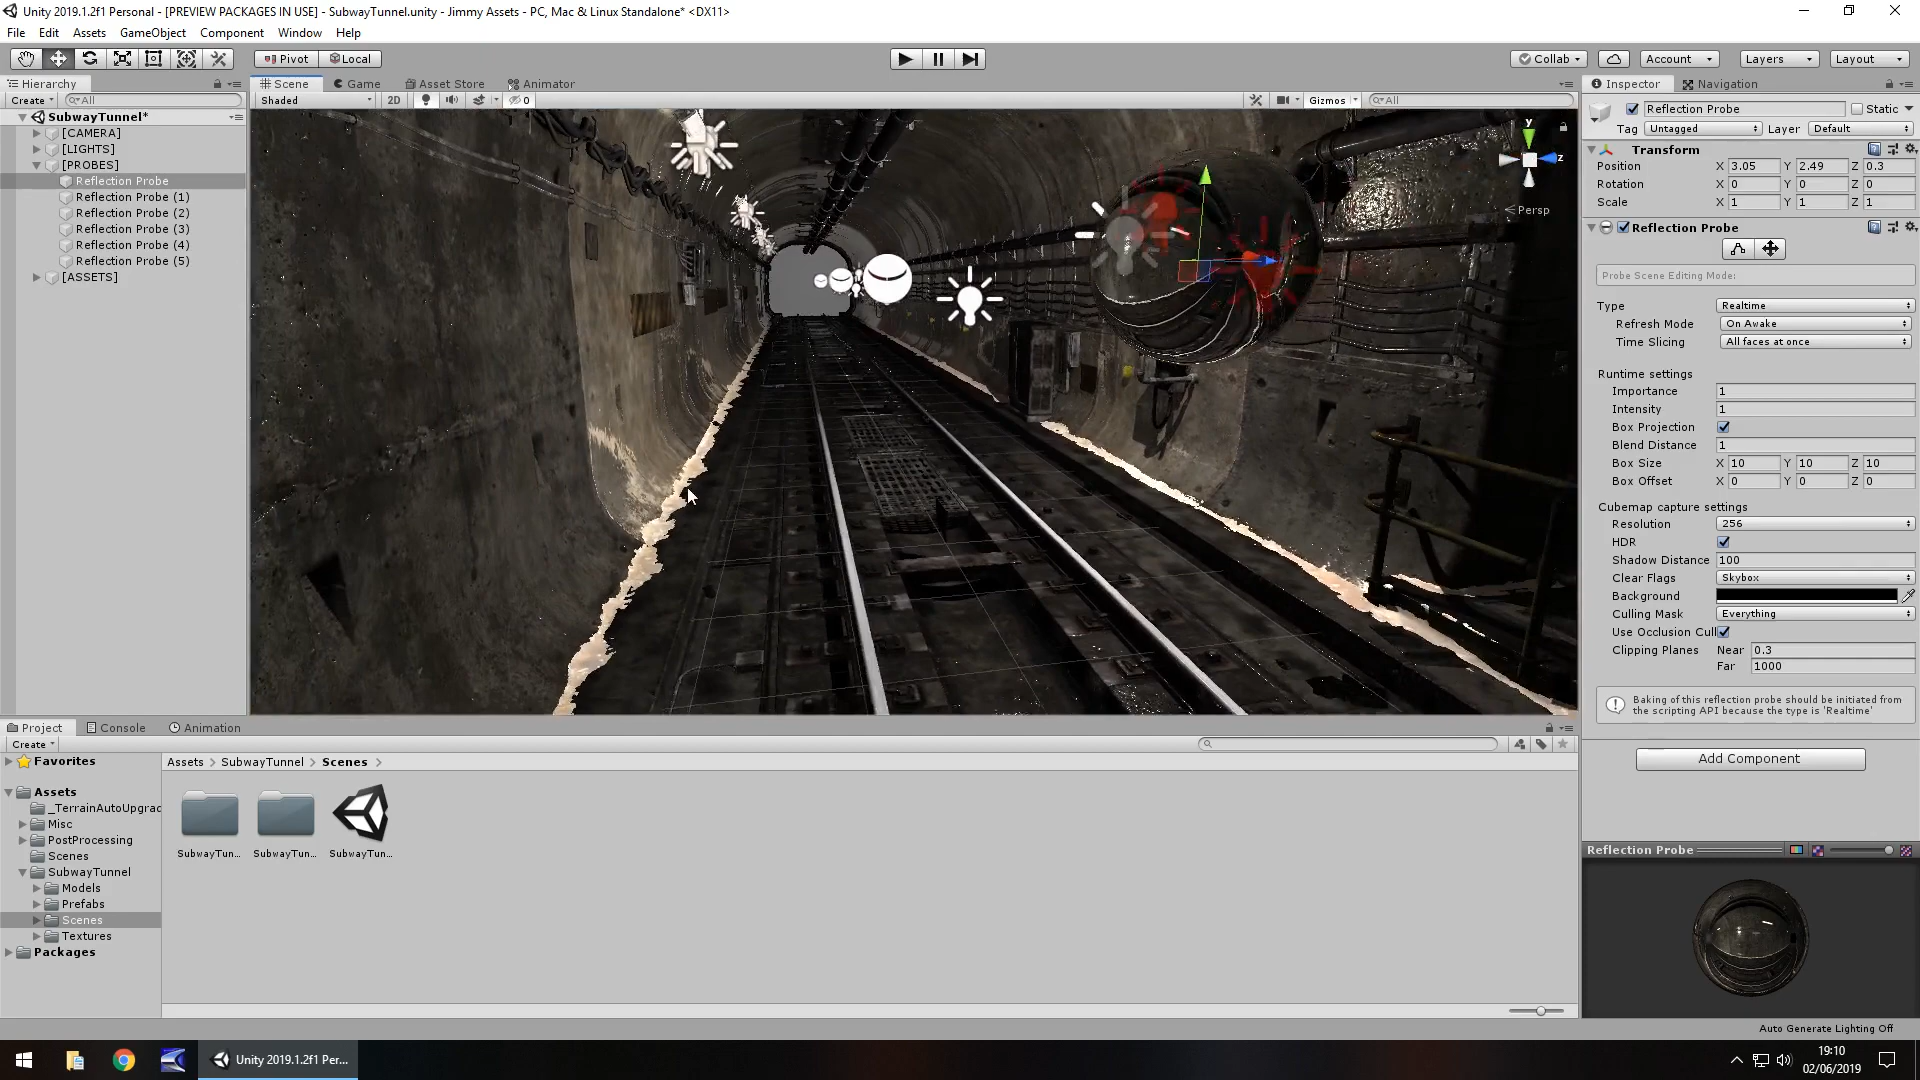 Unity 2019.1.2f1 Personal - [PREVIEW PACKAGES IN USE] - SubwayTunnel.unity - Jimmy Assets - PC, Mac & Linux Standalone* <DX11>
File Edit Assets GameObject Component Window Help
Pivot Local Collab Account Layers Layout
Hierarchy Scene Game Asset Store Animator Inspector Navigation
Create All Shaded 2D 0 Gizmos All
SubwayTunnel*
[CAMERA]
[LIGHTS]
[PROBES]
Reflection Probe
Reflection Probe (1)
Reflection Probe (2)
Reflection Probe (3)
Reflection Probe (4)
Reflection Probe (5)
[ASSETS]
y
z
Persp
Reflection Probe Static
Tag Untagged Layer Default
Transform
Position X 3.05 Y 2.49 Z 0.3
Rotation X 0 Y 0 Z 0
Scale X 1 Y 1 Z 1
Reflection Probe
Probe Scene Editing Mode:
Type Realtime
Refresh Mode On Awake
Time Slicing All faces at once
Runtime settings
Importance 1
Intensity 1
Box Projection
Blend Distance 1
Box Size X 10 Y 10 Z 10
Box Offset X 0 Y 0 Z 0
Cubemap capture settings
Resolution 256
HDR
Shadow Distance 100
Clear Flags Skybox
Background
Culling Mask Everything
Use Occlusion Cull
Clipping Planes Near 0.3
Far 1000
Baking of this reflection probe should be initiated from
the scripting API because the type is 'Realtime'
Add Component
Reflection Probe
Project Console Animation
Create
Favorites
Assets
_TerrainAutoUpgrad
Misc
PostProcessing
Scenes
SubwayTunnel
Models
Prefabs
Scenes
Textures
Packages
Assets > SubwayTunnel > Scenes >
SubwayTun... SubwayTun... SubwayTun...
Auto Generate Lighting Off
Unity 2019.1.2f1 Per...
19:10
02/06/2019